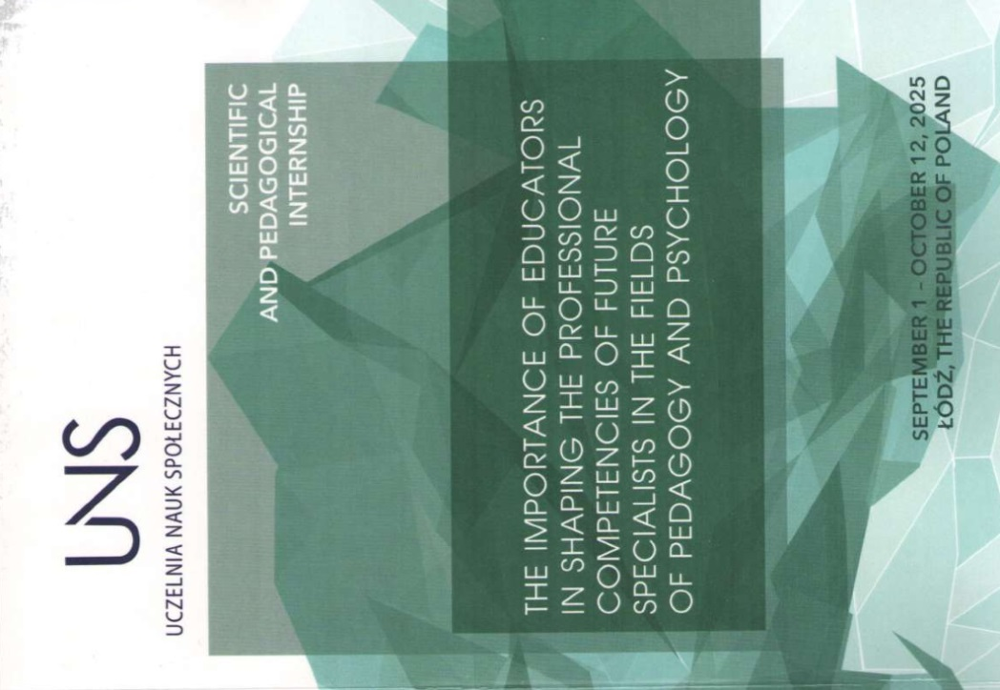 UNS
UCZELNIA NAUK SPOŁECZNYCH
SCIENTIFIC
AND PEDAGOGICAL
INTERNSHIP
THE IMPORTANCE OF EDUCATORS
IN SHAPING THE PROFESSIONAL
COMPETENCIES OF FUTURE
SPECIALISTS IN THE FIELDS
OF PEDAGOGY AND PSYCHOLOGY
SEPTEMBER 1 – OCTOBER 12, 2025
ŁÓDŹ, THE REPUBLIC OF POLAND